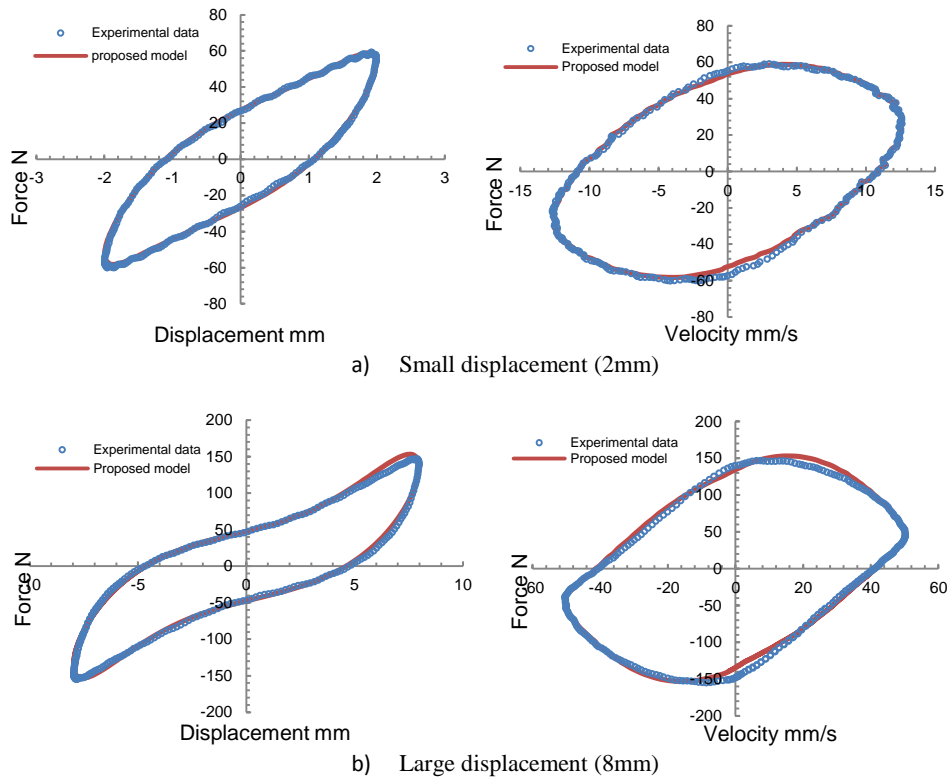 Experimental data
proposed model
80
60
40
20
0
-20
-40
-60
-80
-3 -2 -1 0 1 2 3
Force N
Displacement mm
Experimental data
Proposed model
80
60
40
20
0
-20
-40
-60
-80
-15 -10 -5 0 5 10 15
Force N
Velocity mm/s
a) Small displacement (2mm)
Experimental data
Proposed model
200
150
100
50
0
-50
-100
-150
-200
10 -5 0 5 10
Force N
Displacement mm
Experimental data
Proposed model
200
150
100
50
0
-50
-100
-150
-200
-60 -40 -20 0 20 40 60
Force N
Velocity mm/s
b) Large displacement (8mm)